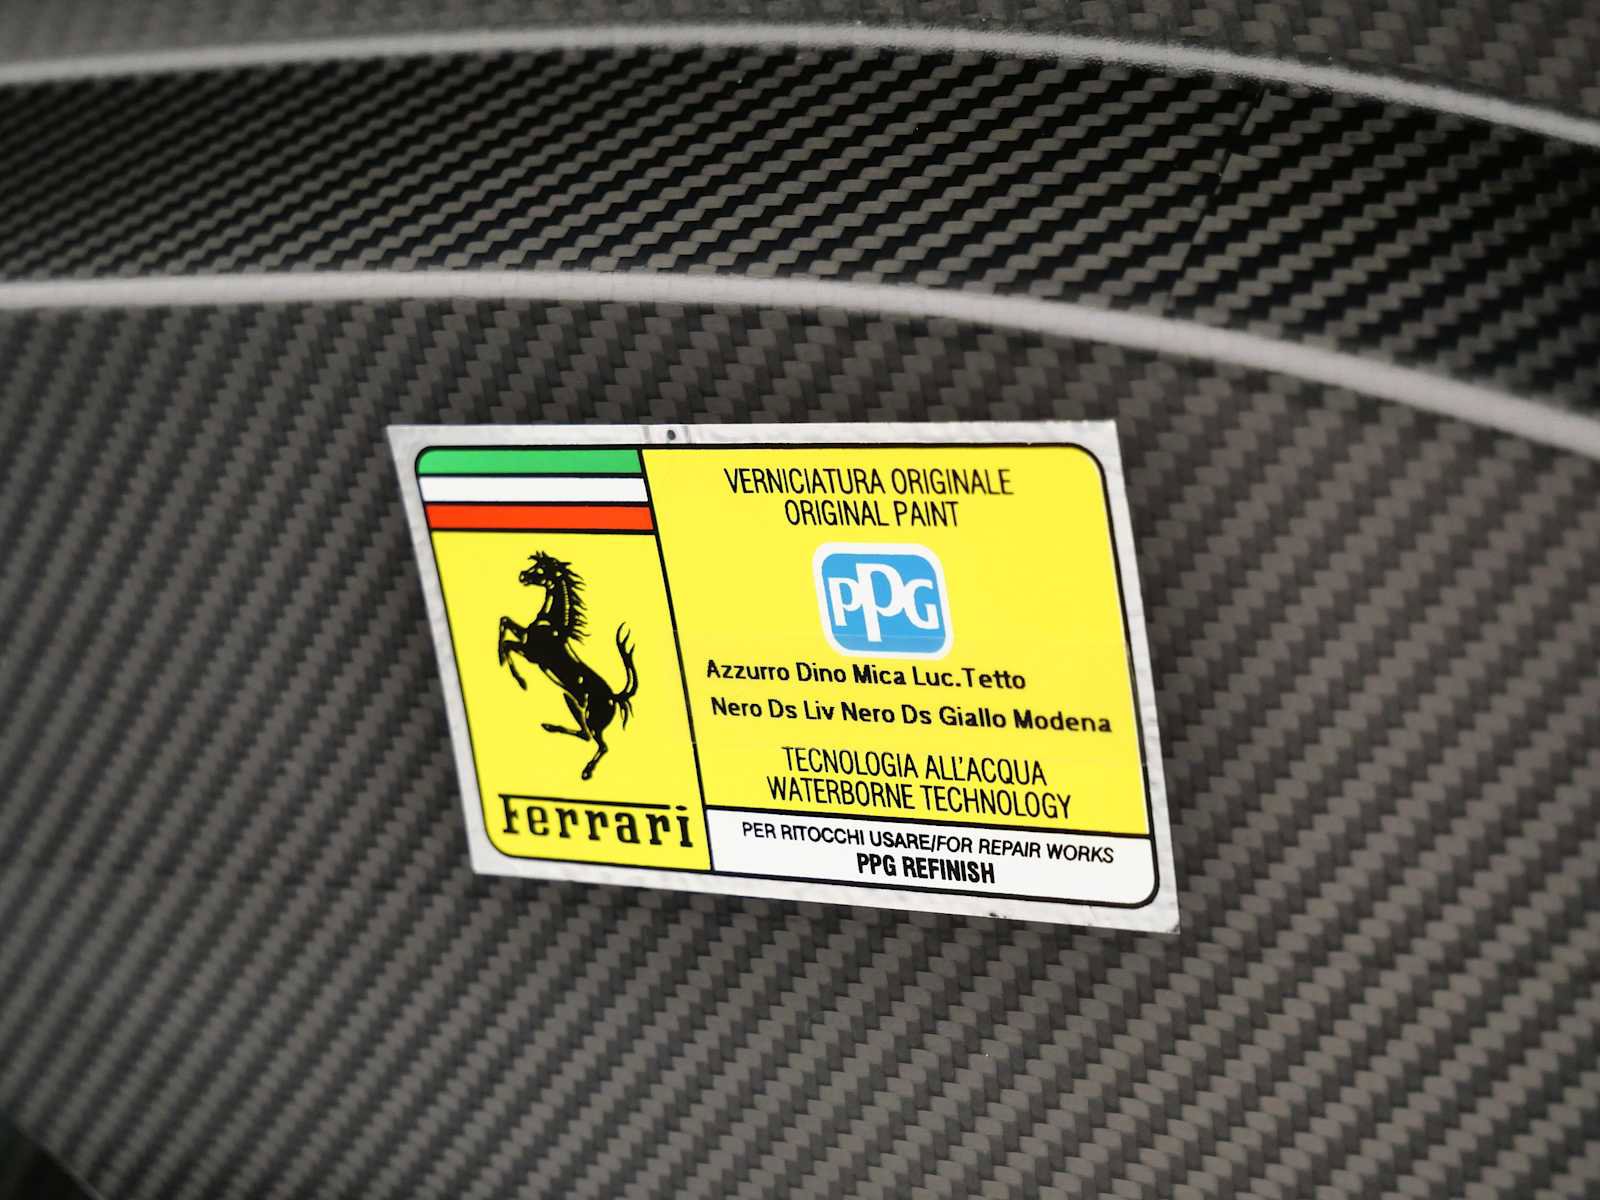 VERNICIATURA ORIGINALE
ORIGINAL PAINT
PPG
Azzurro Dino Mica Luc.Tetto
Nero Ds Liv Nero Ds Giallo Modena
TECNOLOGIA ALL'ACQUA
WATERBORNE TECHNOLOGY
Ferrari
PER RITOCCHI USARE/FOR REPAIR WORKS
PPG REFINISH